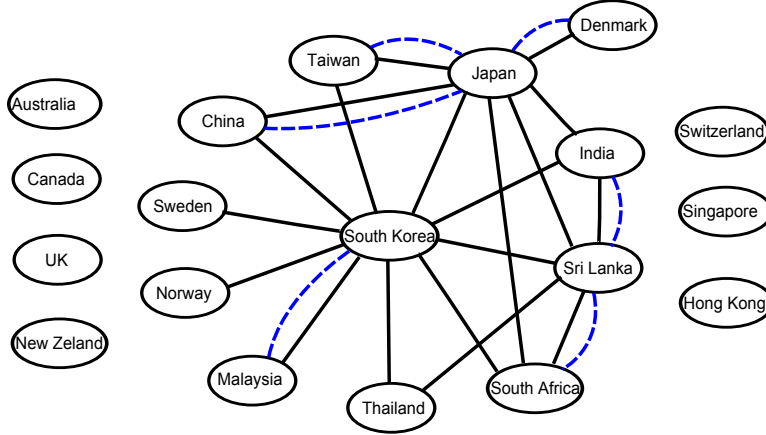 Denmark
Taiwan
Japan
Australia
China
Switzerland
India
Canada
Sweden
Singapore
South Korea
UK
Sri Lanka
Norway
Hong Kong
New Zeland
Malaysia
South Africa
Thailand